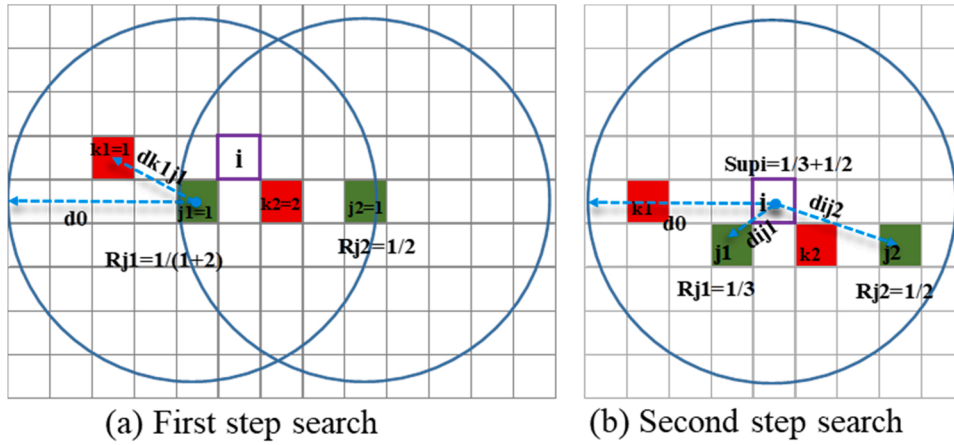 k1=1
dk1j1
i
j1=1
k2=2
j2=1
d0
Rj1=1/(1+2)
Rj2=1/2
(a) First step search
Supi=1/3+1/2
k1
i
d0
dij1
dij2
j1
k2
j2
Rj1=1/3
Rj2=1/2
(b) Second step search